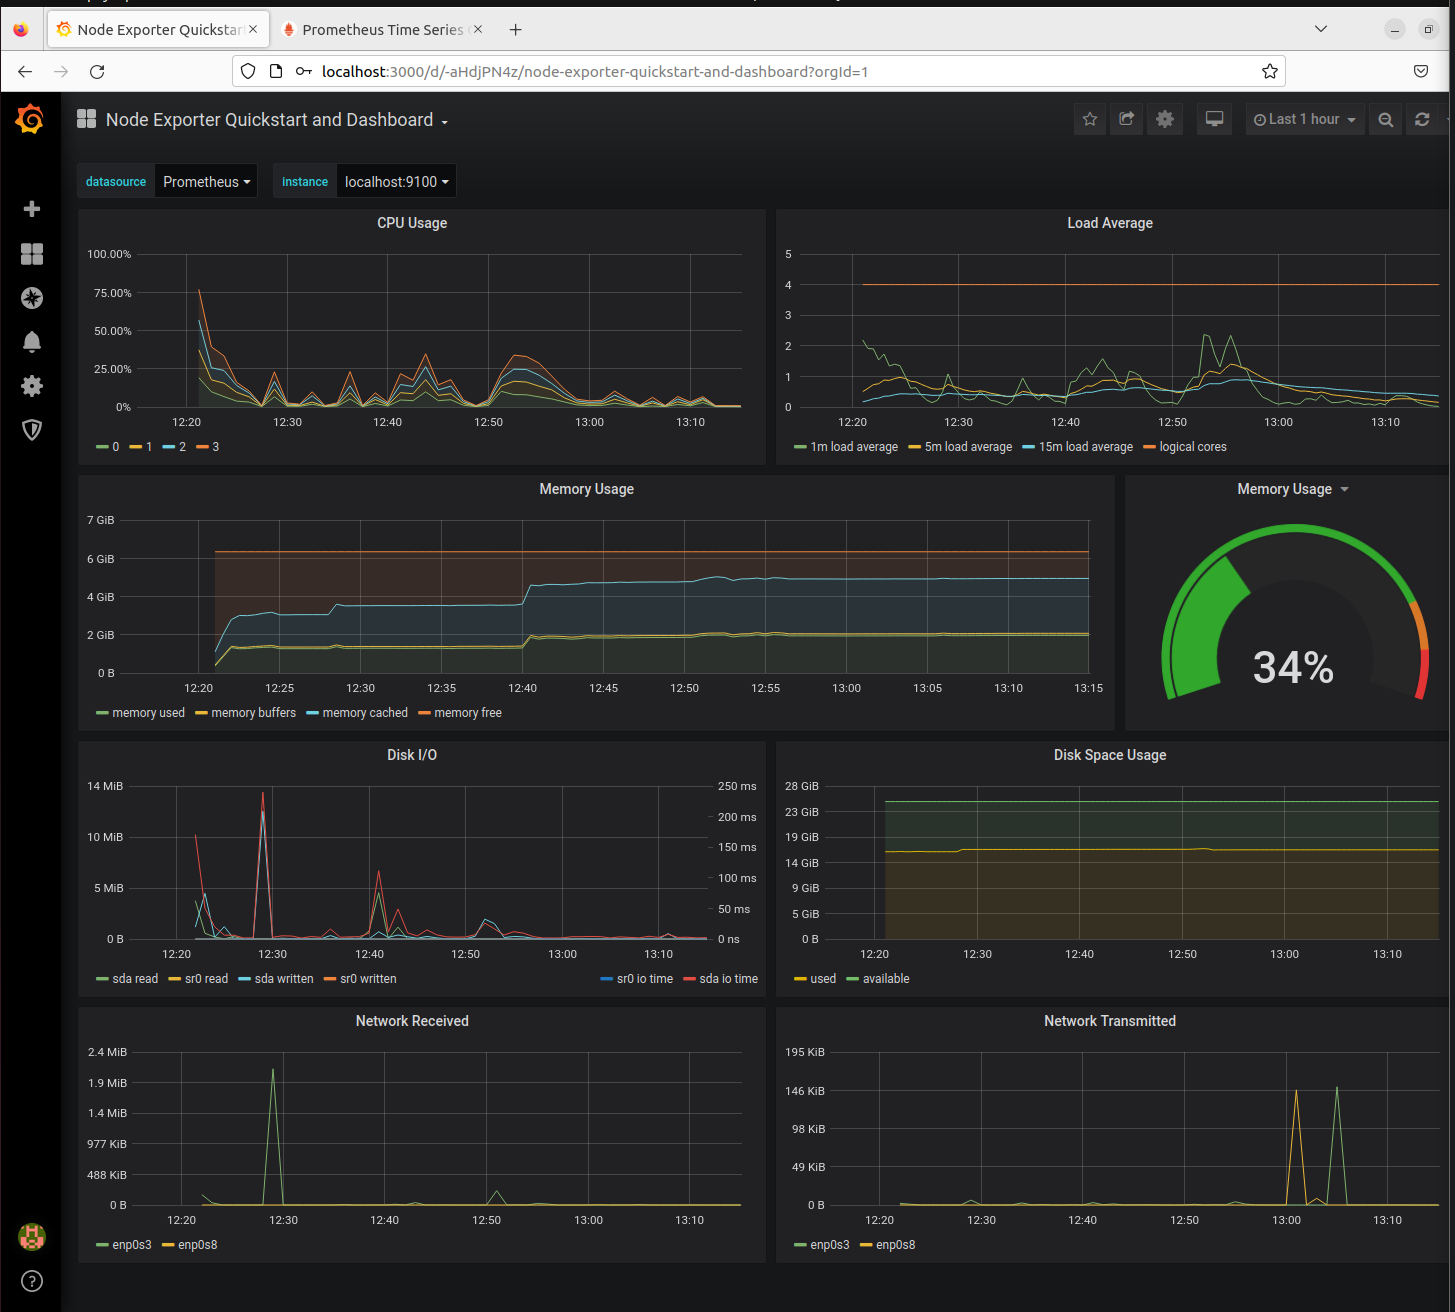 Node Exporter Quickstar
Prometheus Time Series
localhost:3000/d/-aHdjPN4z/node-exporter-quickstart-and-dashboard?orgId=1
Node Exporter Quickstart and Dashboard
Last 1 hour
datasource Prometheus instance localhost:9100
CPU Usage
100.00%
75.00%
50.00%
25.00%
0%
12:20 12:30 12:40 12:50 13:00 13:10
0 1 2 3
Load Average
5
4
3
2
1
0
12:20 12:30 12:40 12:50 13:00 13:10
1m load average 5m load average 15m load average logical cores
Memory Usage
7 GiB
6 GiB
4 GiB
2 GiB
0 B
12:20 12:25 12:30 12:35 12:40 12:45 12:50 12:55 13:00 13:05 13:10 13:15
memory used memory buffers memory cached memory free
Memory Usage
34%
Disk I/O
14 MiB
10 MiB
5 MiB
0 B
250 ms
200 ms
150 ms
100 ms
50 ms
0 ns
12:20 12:30 12:40 12:50 13:00 13:10
sda read sr0 read sda written sr0 written sr0 io time sda io time
Disk Space Usage
28 GiB
23 GiB
19 GiB
14 GiB
9 GiB
5 GiB
0 B
12:20 12:30 12:40 12:50 13:00 13:10
used available
Network Received
2.4 MiB
1.9 MiB
1.4 MiB
977 KiB
488 KiB
0 B
12:20 12:30 12:40 12:50 13:00 13:10
enp0s3 enp0s8
Network Transmitted
195 KiB
146 KiB
98 KiB
49 KiB
0 B
12:20 12:30 12:40 12:50 13:00 13:10
enp0s3 enp0s8